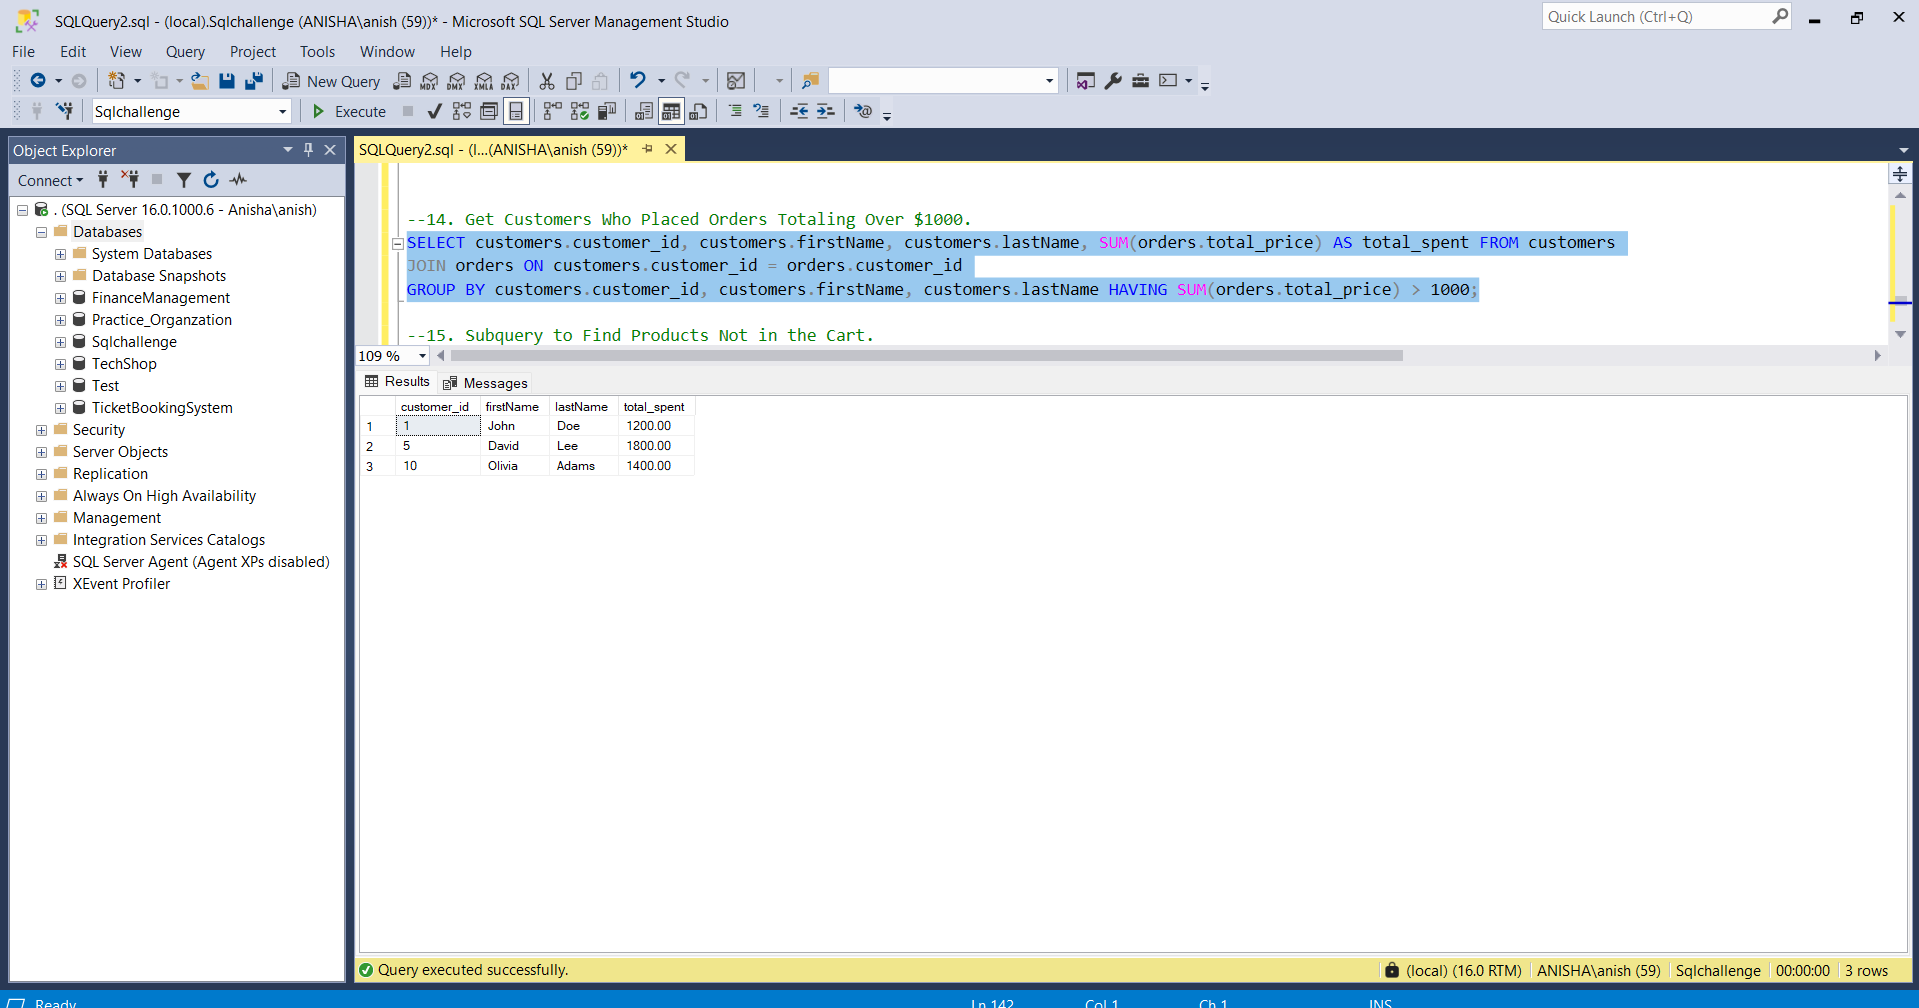 SQLQuery2.sql - (local).Sqlchallenge (ANISHA\anish (59))* - Microsoft SQL Server Management Studio
Quick Launch (Ctrl+Q)
File Edit View Query Project Tools Window Help
New Query MDX DMX XMLA DAX
Sqlchallenge Execute
Object Explorer
Connect
. (SQL Server 16.0.1000.6 - Anisha\anish)
Databases
System Databases
Database Snapshots
FinanceManagement
Practice_Organzation
Sqlchallenge
TechShop
Test
TicketBookingSystem
Security
Server Objects
Replication
Always On High Availability
Management
Integration Services Catalogs
SQL Server Agent (Agent XPs disabled)
XEvent Profiler
SQLQuery2.sql - (l...(ANISHA\anish (59))*
--14. Get Customers Who Placed Orders Totaling Over $1000.
SELECT customers.customer_id, customers.firstName, customers.lastName, SUM(orders.total_price) AS total_spent FROM customers
JOIN orders ON customers.customer_id = orders.customer_id
GROUP BY customers.customer_id, customers.firstName, customers.lastName HAVING SUM(orders.total_price) > 1000;
--15. Subquery to Find Products Not in the Cart.
109 %
Results Messages
customer_id firstName lastName total_spent
1 1 John Doe 1200.00
2 5 David Lee 1800.00
3 10 Olivia Adams 1400.00
Query executed successfully.
(local) (16.0 RTM) ANISHA\anish (59) Sqlchallenge 00:00:00 3 rows
Ready Ln 142 Col 1 Ch 1 INS